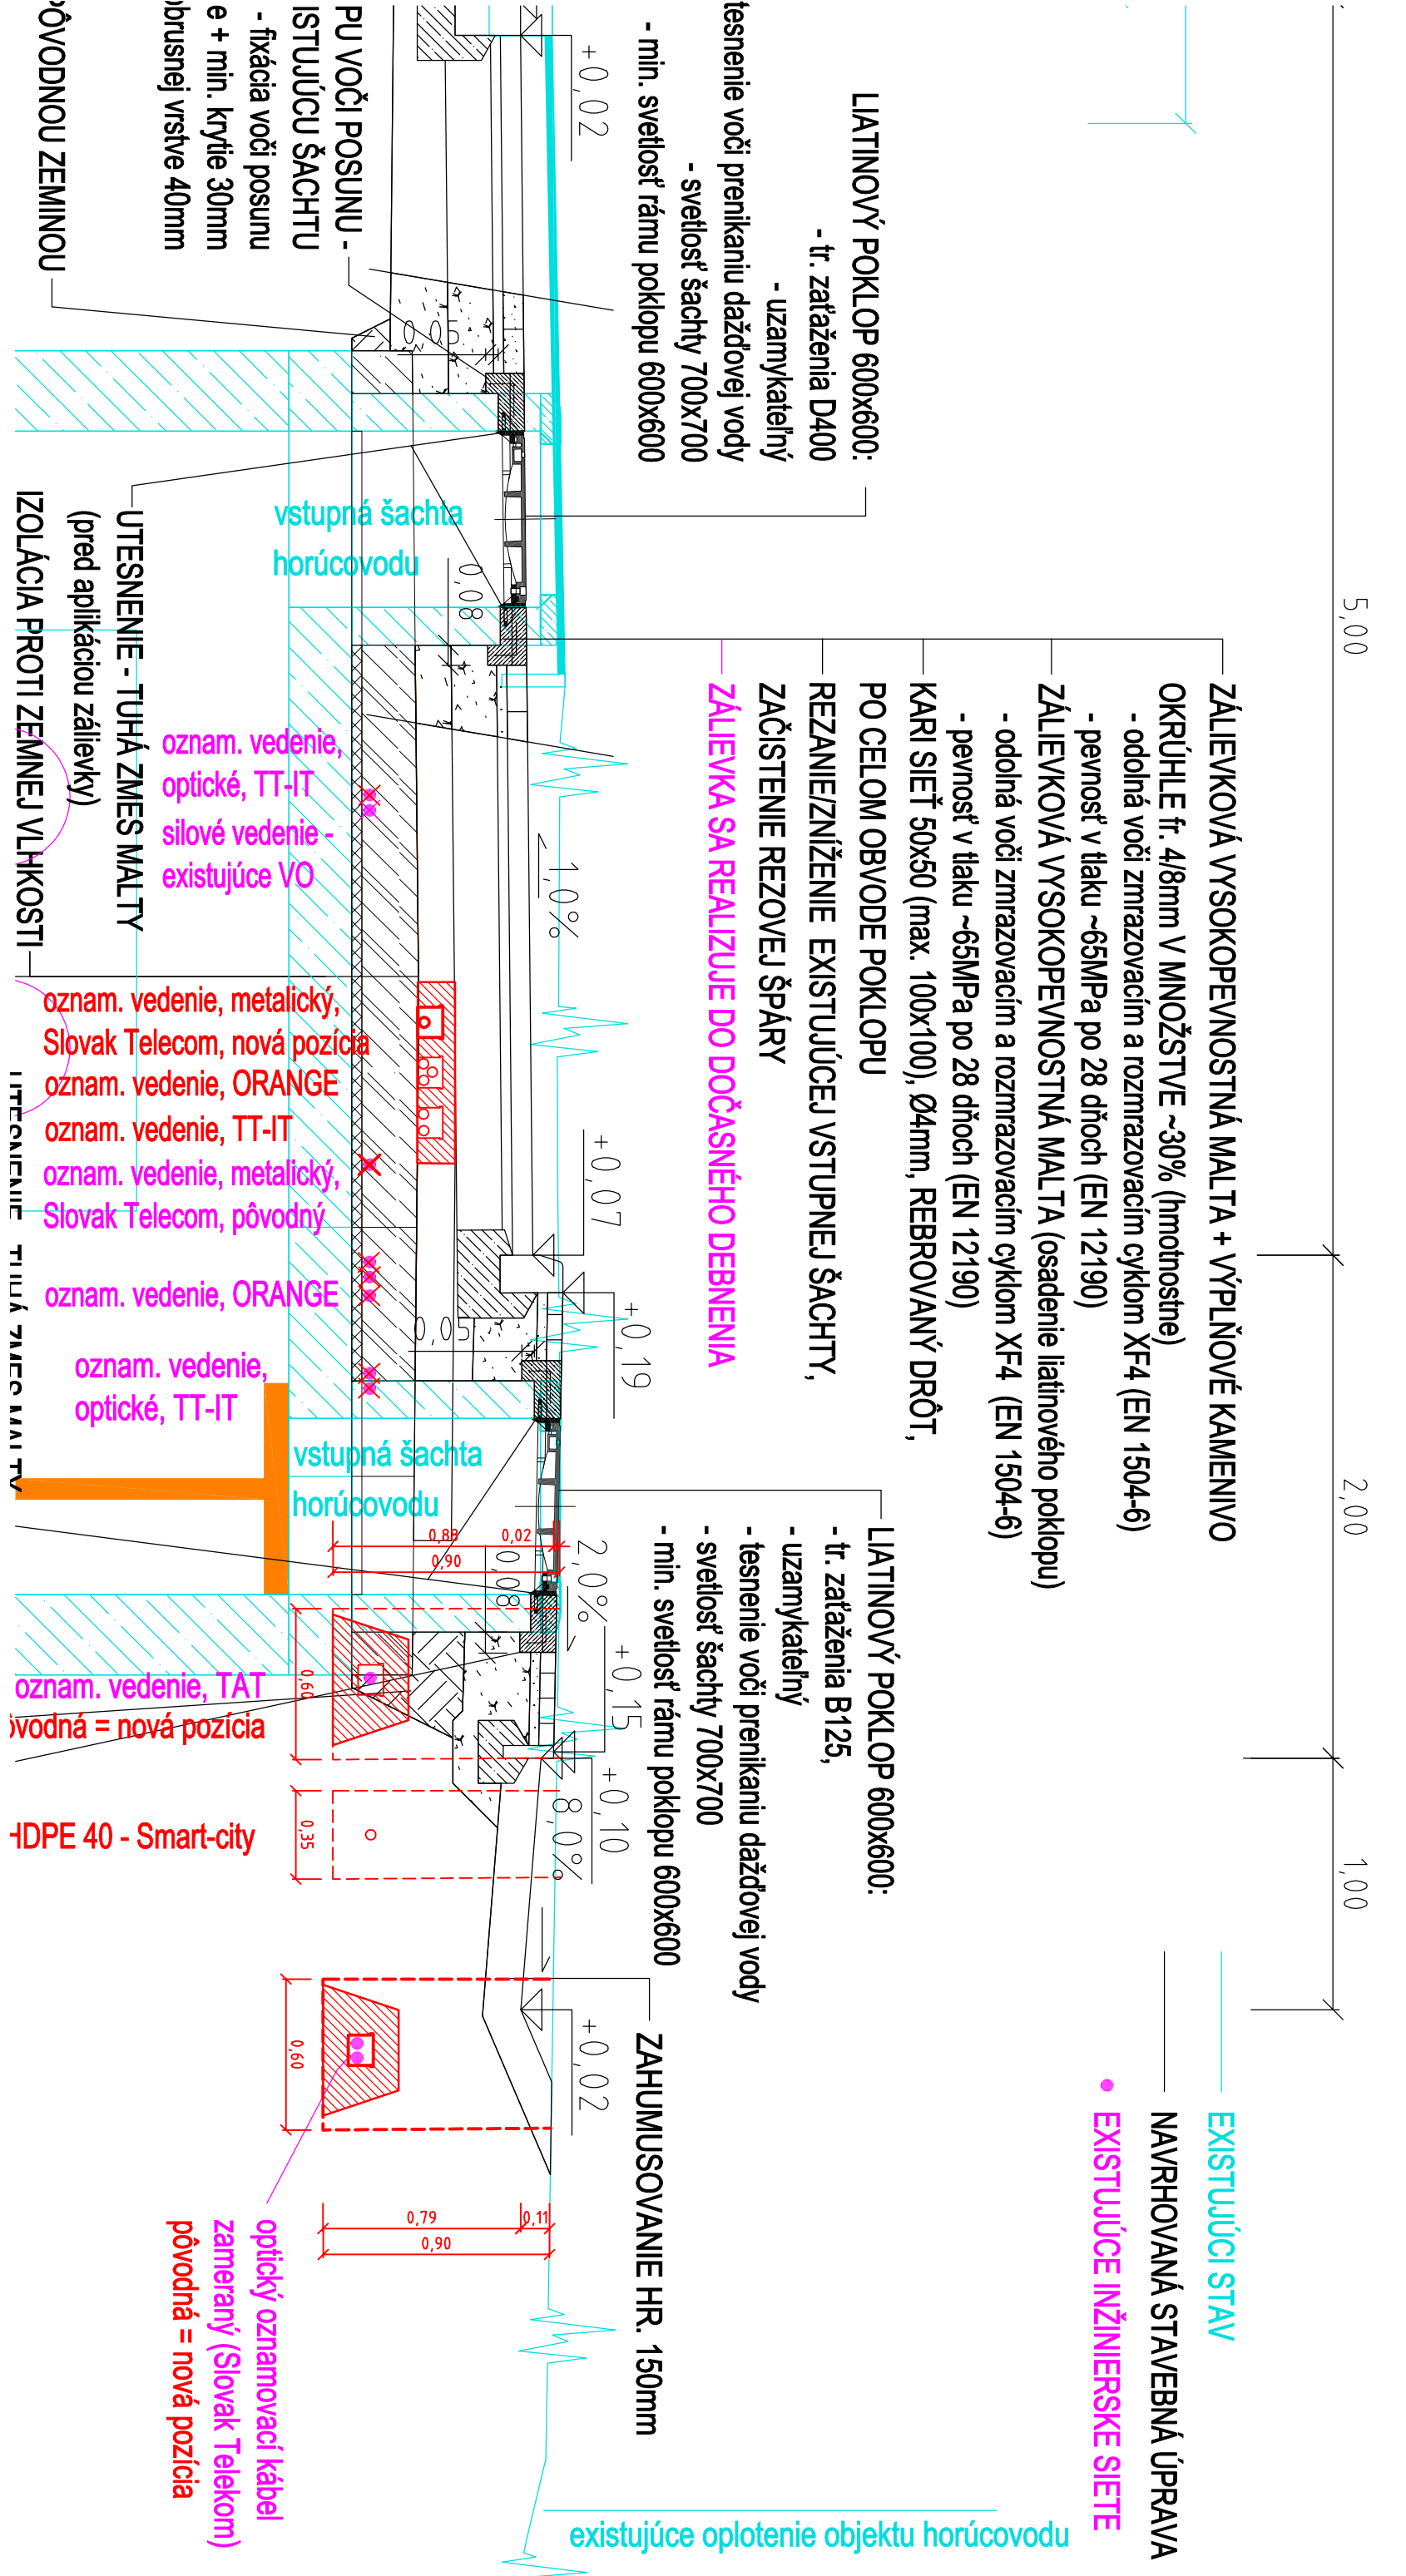 5,00
2,00
1,00
EXISTUJÚCI STAV
NAVRHOVANÁ STAVEBNÁ ÚPRAVA
EXISTUJÚCE INŽINIERSKE SIETE
ZÁLIEVKOVÁ VYSOKOPEVNOSTNÁ MALTA + VÝPLŇOVÉ KAMENIVO
OKRÚHLE fr. 4/8mm V MNOŽSTVE ~30% (hmotnostne)
- odolná voči zmrazovacím a rozmrazovacím cyklom XF4 (EN 1504-6)
- pevnosť v tlaku ~65MPa po 28 dňoch (EN 12190)
ZÁLIEVKOVÁ VYSOKOPEVNOSTNÁ MALTA (osadenie liatinového poklopu)
- odolná voči zmrazovacím a rozmrazovacím cyklom XF4 (EN 1504-6)
- pevnosť v tlaku ~65MPa po 28 dňoch (EN 12190)
KARI SIEŤ 50x50 (max. 100x100), Ø4mm, REBROVANÝ DRÔT,
PO CELOM OBVODE POKLOPU
REZANIE/ZNÍŽENIE EXISTUJÚCEJ VSTUPNEJ ŠACHTY,
ZAČISTENIE REZOVEJ ŠPÁRY
ZÁLIEVKA SA REALIZUJE DO DOČASNÉHO DEBNENIA
LIATINOVÝ POKLOP 600x600:
- tr. zaťaženia D400
- uzamykateľný
tesnenie voči prenikaniu dažďovej vody
- svetlosť šachty 700x700
- min. svetlosť rámu poklopu 600x600
LIATINOVÝ POKLOP 600x600:
- tr. zaťaženia B125,
- uzamykateľný
- tesnenie voči prenikaniu dažďovej vody
- svetlosť šachty 700x700
- min. svetlosť rámu poklopu 600x600
ZAHUMUSOVANIE HR. 150mm
existujúce oplotenie objektu horúcovodu
+0,02
1,0%
+0,07
+0,19
2,0%
+0,15
+0,10
8,0%
+0,02
0,08
0,05
0,08
0,88
0,02
0,90
0,60
0,35
0,60
0,79
0,11
0,90
PU VOČI POSUNU -
ISTUJÚCU ŠACHTU
- fixácia voči posunu
e + min. krytie 30mm
obrusnej vrstve 40mm
PÔVODNOU ZEMINOU
vstupná šachta
horúcovodu
UTESNENIE - TUHÁ ZMES MALTY
(pred aplikáciou zálievky)
IZOLÁCIA PROTI ZEMNEJ VLHKOSTI
oznam. vedenie,
optické, TT-IT
silové vedenie -
existujúce VO
oznam. vedenie, metalický,
Slovak Telecom, nová pozícia
oznam. vedenie, ORANGE
oznam. vedenie, TT-IT
oznam. vedenie, metalický,
Slovak Telecom, pôvodný
oznam. vedenie, ORANGE
oznam. vedenie,
optické, TT-IT
UTESNENIE - TUHÁ ZMES MALTY
vstupná šachta
horúcovodu
oznam. vedenie, TAT
ôvodná = nová pozícia
HDPE 40 - Smart-city
optický oznamovací kábel
zameraný (Slovak Telekom)
pôvodná = nová pozícia